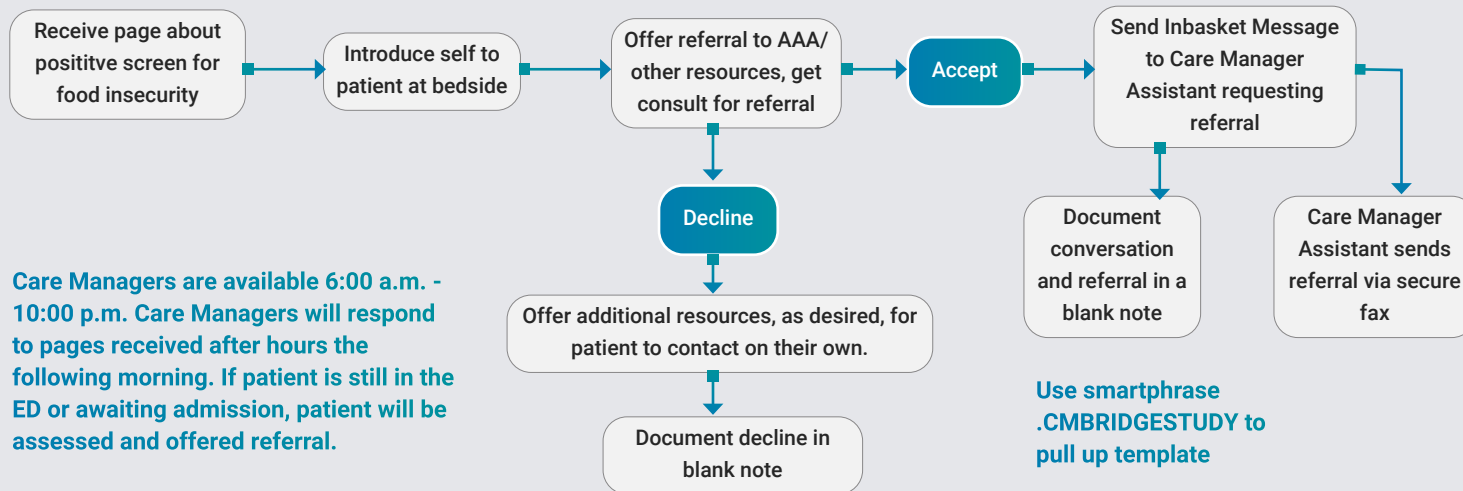 Receive page about
posititve screen for
food insecurity
Introduce self to
patient at bedside
Offer referral to AAA/
other resources, get
consult for referral
Accept
Send Inbasket Message
to Care Manager
Assistant requesting
referral
Decline
Document
conversation
and referral in a
blank note
Care Manager
Assistant sends
referral via secure
fax
Care Managers are available 6:00 a.m. -
10:00 p.m. Care Managers will respond
to pages received after hours the
following morning. If patient is still in the
ED or awaiting admission, patient will be
assessed and offered referral.
Offer additional resources, as desired, for
patient to contact on their own.
Document decline in
blank note
Use smartphrase
.CMBRIDGESTUDY to
pull up template